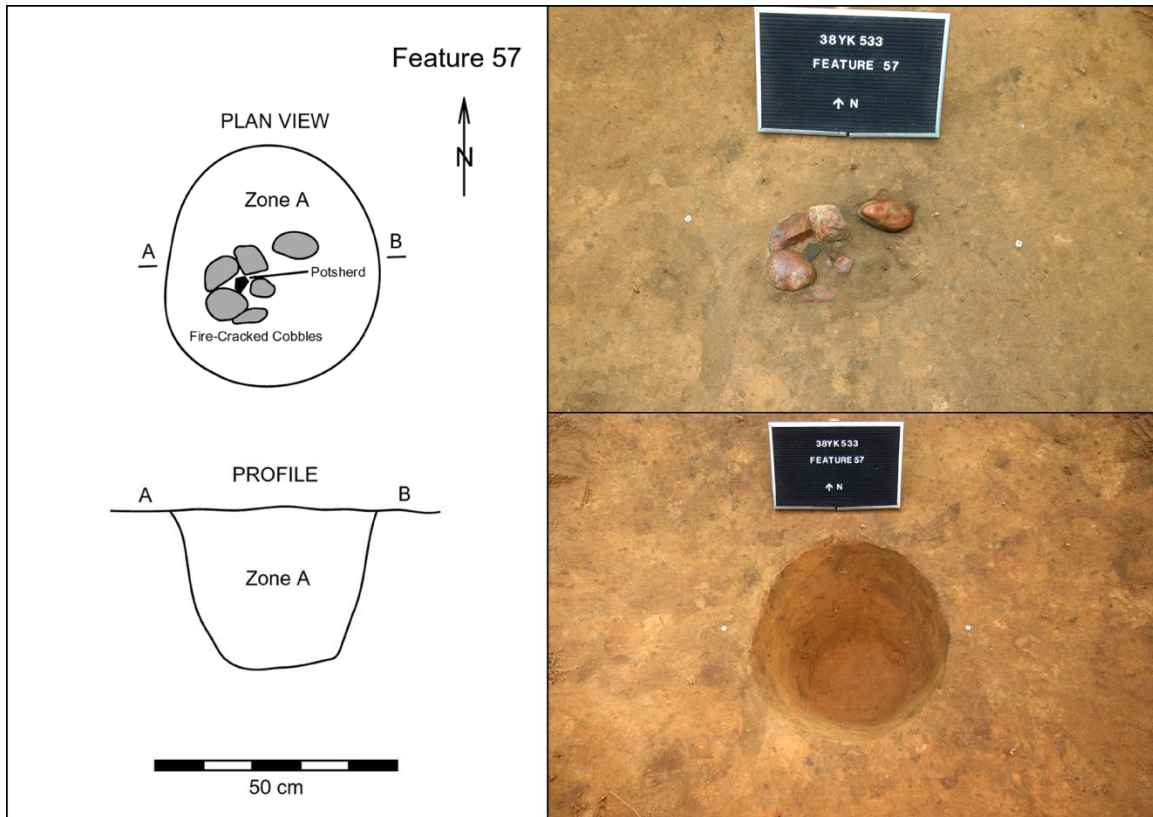 Feature 57
N
PLAN VIEW
Zone A
A
B
Potsherd
Fire-Cracked Cobbles
PROFILE
A
B
Zone A
50 cm
38YK 533
FEATURE 57
↑ N
38YK 533
FEATURE 57
↑ N